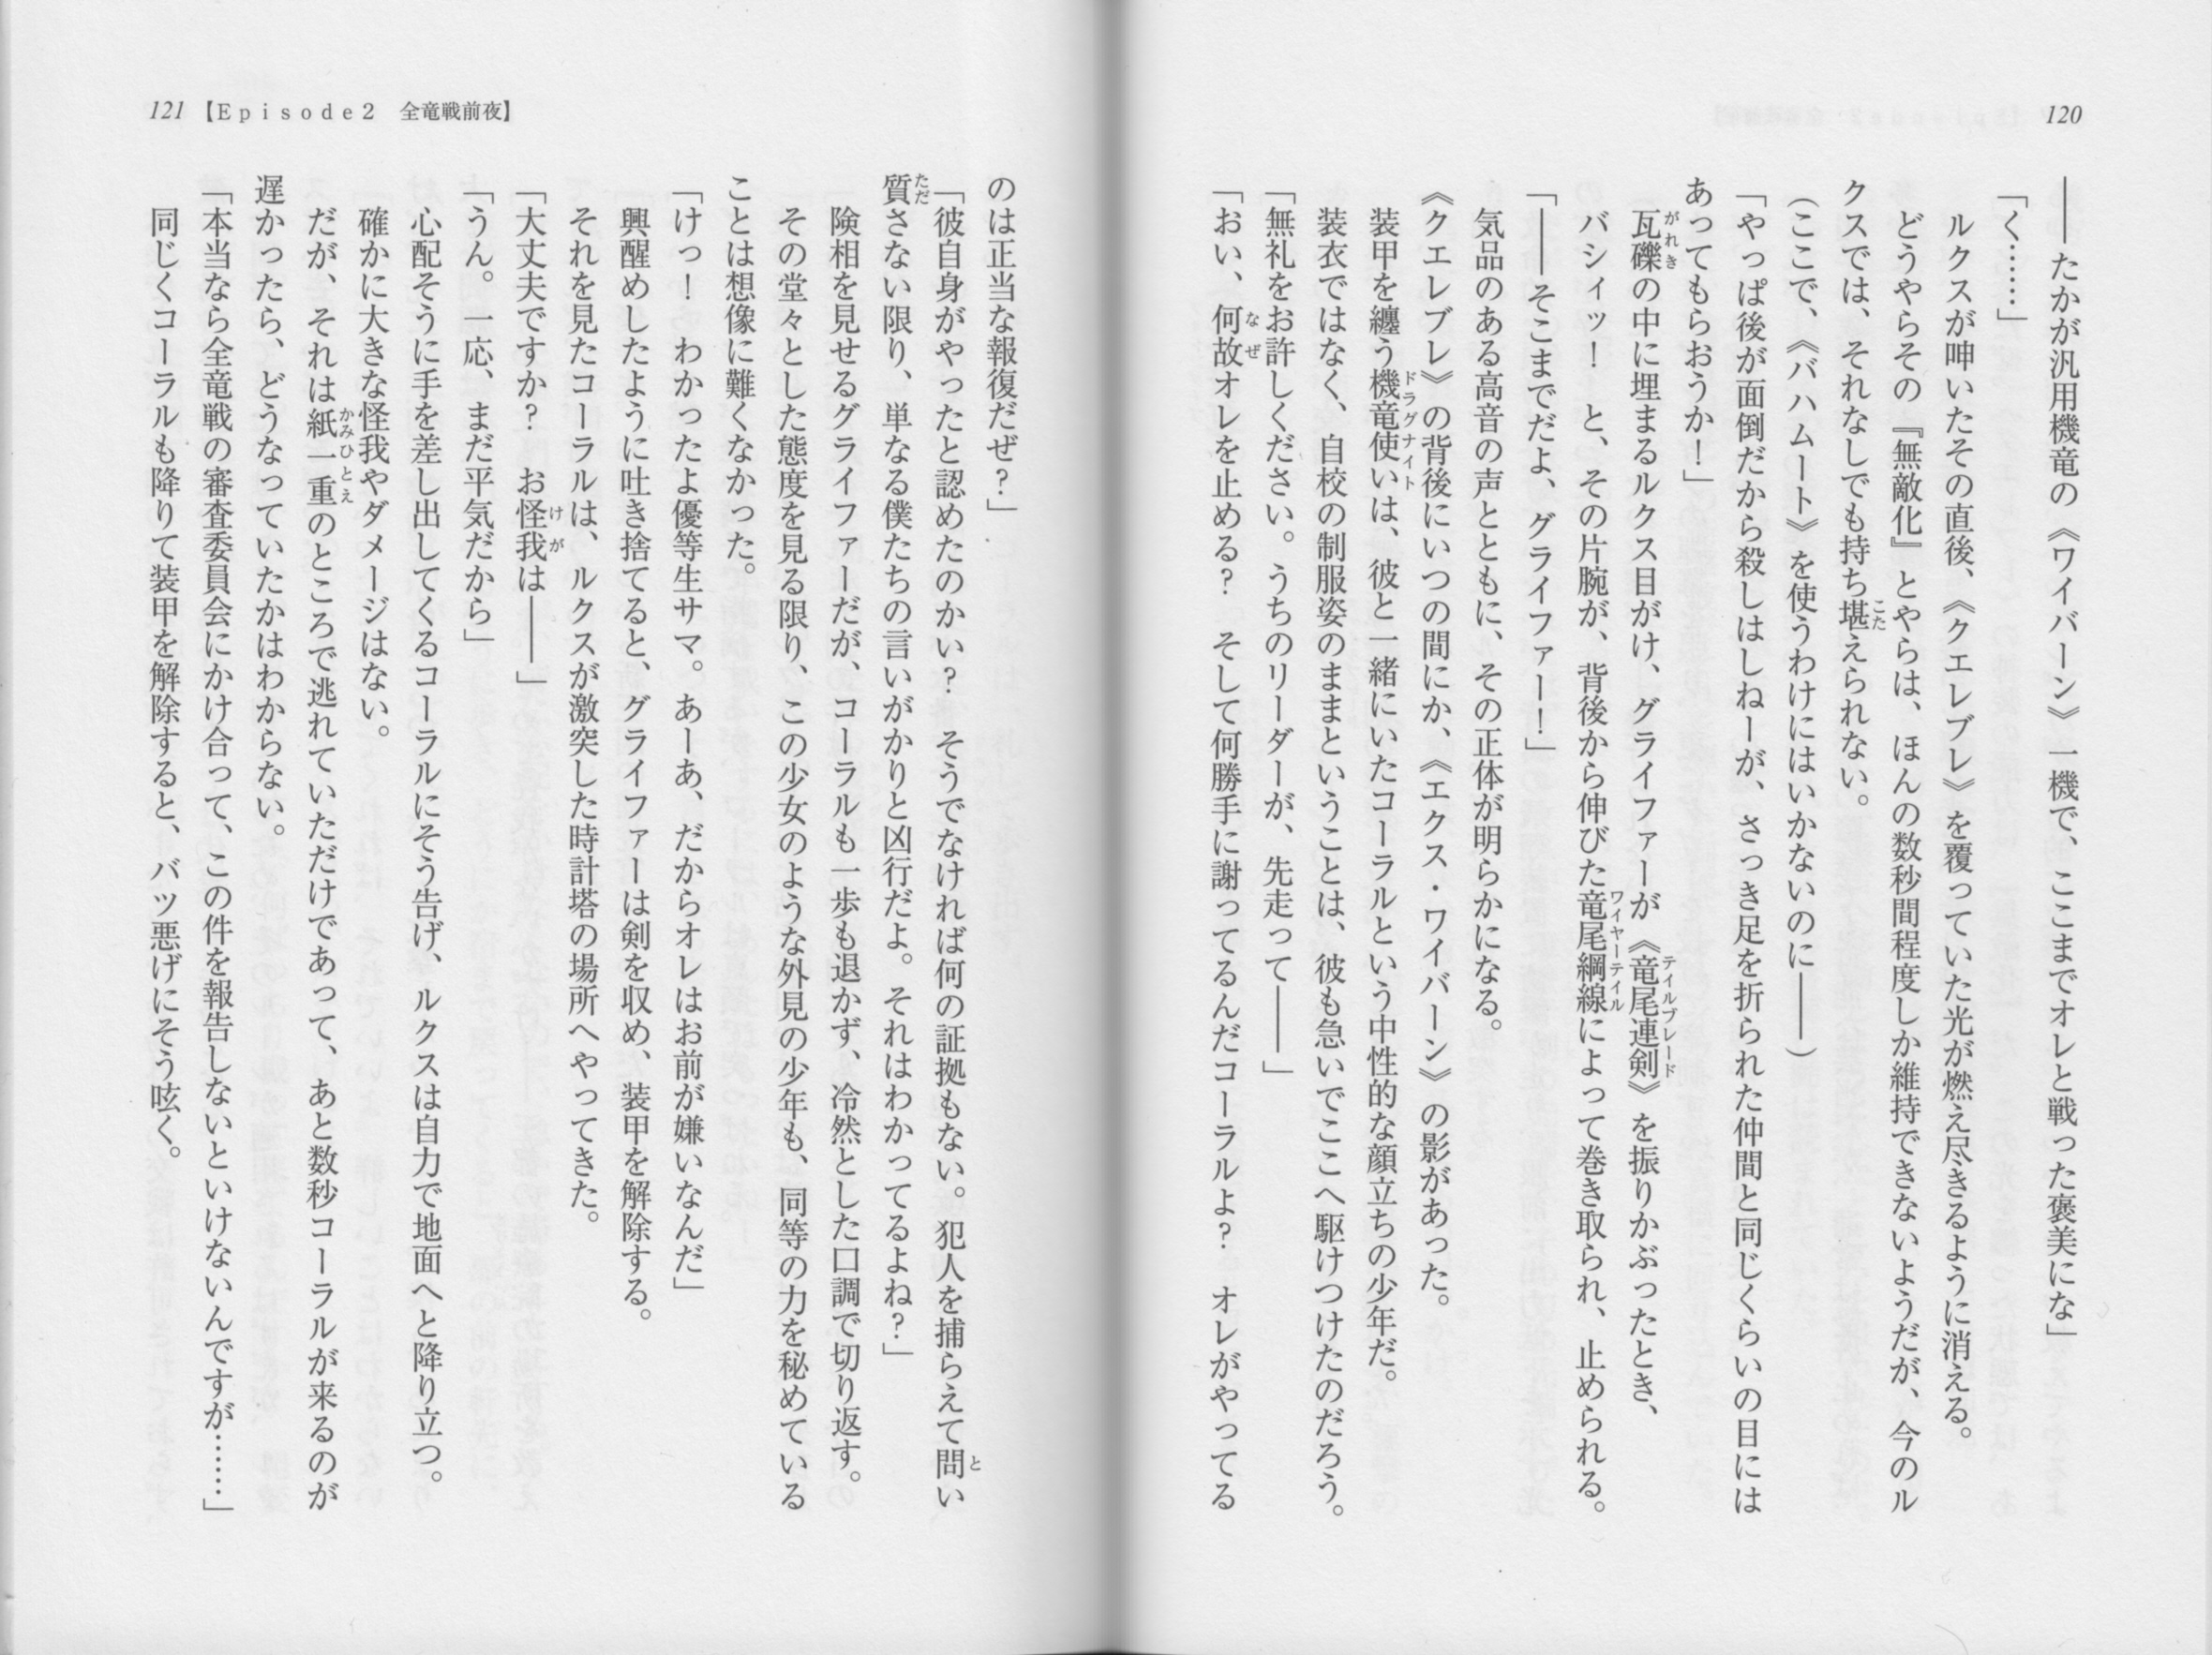 120
――たかが汎用機竜の《ワイバーン》一機で、ここまでオレと戦った褒美にな」
「く……」
ルクスが呻いたその直後、《クエレブレ》を覆っていた光が燃え尽きるように消える。
どうやらその『無敵化』とやらは、ほんの数秒間程度しか維持できないようだが、今のル
クスでは、それなしでも持ち堪えられない。
(ここで、《バハムート》を使うわけにはいかないのに――)
「やっぱ後が面倒だから殺しはしねーが、さっき足を折られた仲間と同じくらいの目には
あってもらおうか!」
瓦礫の中に埋まるルクス目がけ、グライファーが《竜尾連剣》を振りかぶったとき、
バシィッ! と、その片腕が、背後から伸びた竜尾綱線によって巻き取られ、止められる。
「――そこまでだよ、グライファー!」
気品のある高音の声とともに、その正体が明らかになる。
《クエレブレ》の背後にいつの間にか、《エクス・ワイバーン》の影があった。
装甲を纏う機竜使いは、彼と一緒にいたコーラルという中性的な顔立ちの少年だ。
装衣ではなく、自校の制服姿のままということは、彼も急いでここへ駆けつけたのだろう。
「無礼をお許しください。うちのリーダーが、先走って――」
「おい、何故オレを止める? そして何勝手に謝ってるんだコーラルよ? オレがやってる
121【Episode2 全竜戦前夜】
のは正当な報復だぜ?」
「彼自身がやったと認めたのかい? そうでなければ何の証拠もない。犯人を捕らえて問い
質さない限り、単なる僕たちの言いがかりと凶行だよ。それはわかってるよね?」
険相を見せるグライファーだが、コーラルも一歩も退かず、冷然とした口調で切り返す。
その堂々とした態度を見る限り、この少女のような外見の少年も、同等の力を秘めている
ことは想像に難くなかった。
「けっ! わかったよ優等生サマ。あーあ、だからオレはお前が嫌いなんだ」
興醒めしたように吐き捨てると、グライファーは剣を収め、装甲を解除する。
それを見たコーラルは、ルクスが激突した時計塔の場所へやってきた。
「大丈夫ですか? お怪我は――」
「うん。一応、まだ平気だから」
心配そうに手を差し出してくるコーラルにそう告げ、ルクスは自力で地面へと降り立つ。
確かに大きな怪我やダメージはない。
だが、それは紙一重のところで逃れていただけであって、あと数秒コーラルが来るのが
遅かったら、どうなっていたかはわからない。
「本当なら全竜戦の審査委員会にかけ合って、この件を報告しないといけないんですが……」
同じくコーラルも降りて装甲を解除すると、バツ悪げにそう呟く。